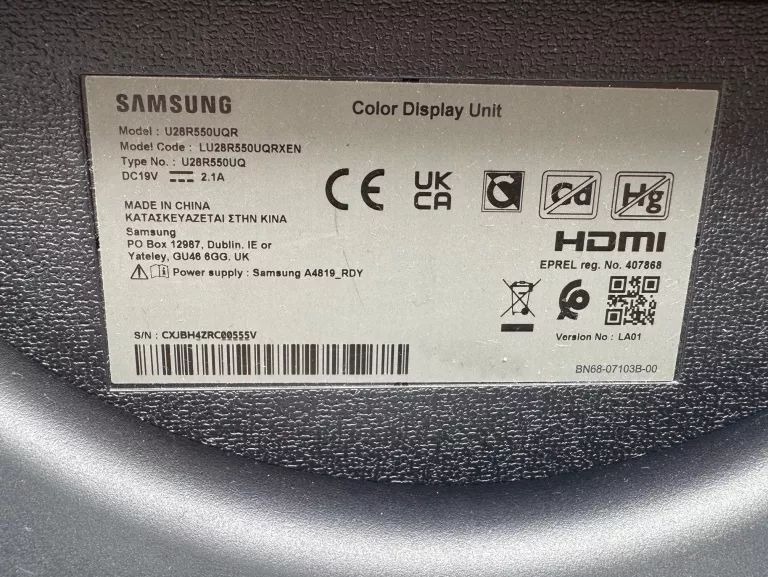 SAMSUNG
Color Display Unit
Model : U28R550UQR
Model Code : LU28R550UQRXEN
Type No. : U28R550UQ
DC19V 2.1A
CE
UK
CA
Cd
Hg
MADE IN CHINA
ΚΑΤΑΣΚΕΥΑΖΕΤΑΙ ΣΤΗΝ ΚΙΝΑ
Samsung
PO Box 12987, Dublin. IE or
Yateley, GU46 6GG, UK
Power supply : Samsung A4819_RDY
HDMI
EPREL reg. No. 407868
S/N : CXJBH4ZRC00555V
Version No : LA01
BN68-07103B-00